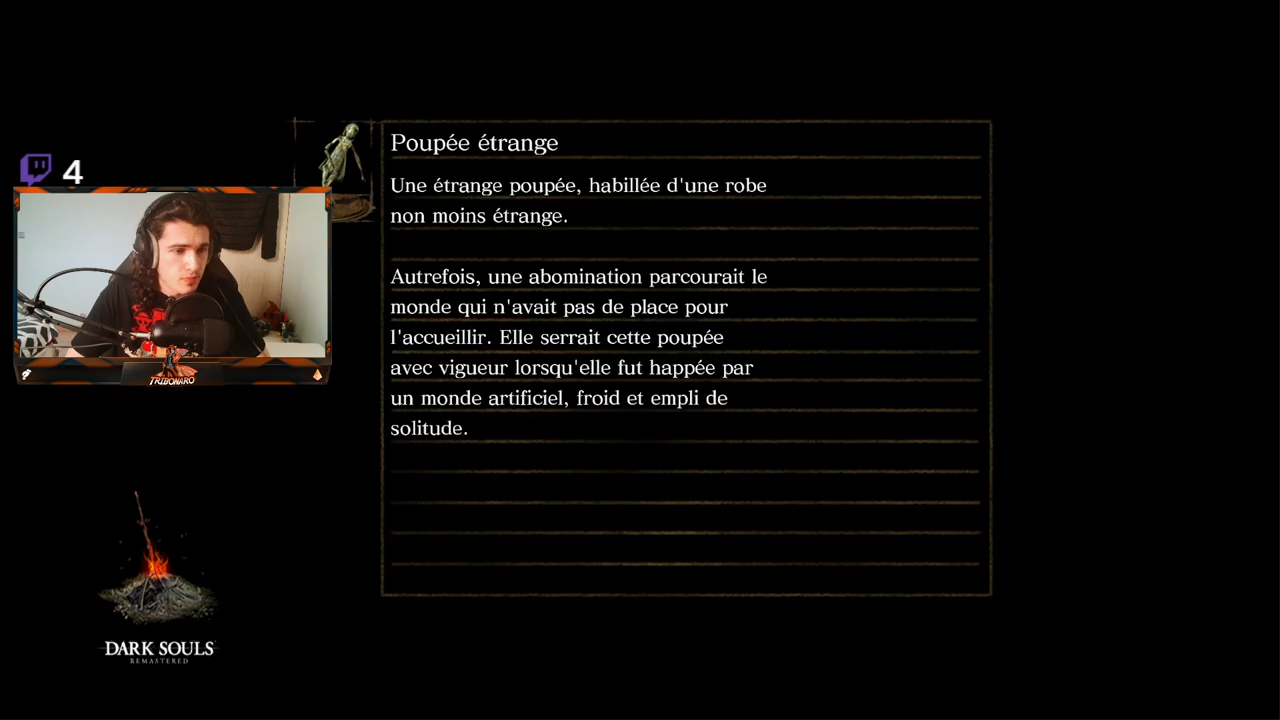 Poupée étrange
Une étrange poupée, habillée d'une robe
non moins étrange.
Autrefois, une abomination parcourait le
monde qui n'avait pas de place pour
l'accueillir. Elle serrait cette poupée
avec vigueur lorsqu'elle fut happée par
un monde artificiel, froid et empli de
solitude.
4
TRIBONARO
DARK SOULS
REMASTERED